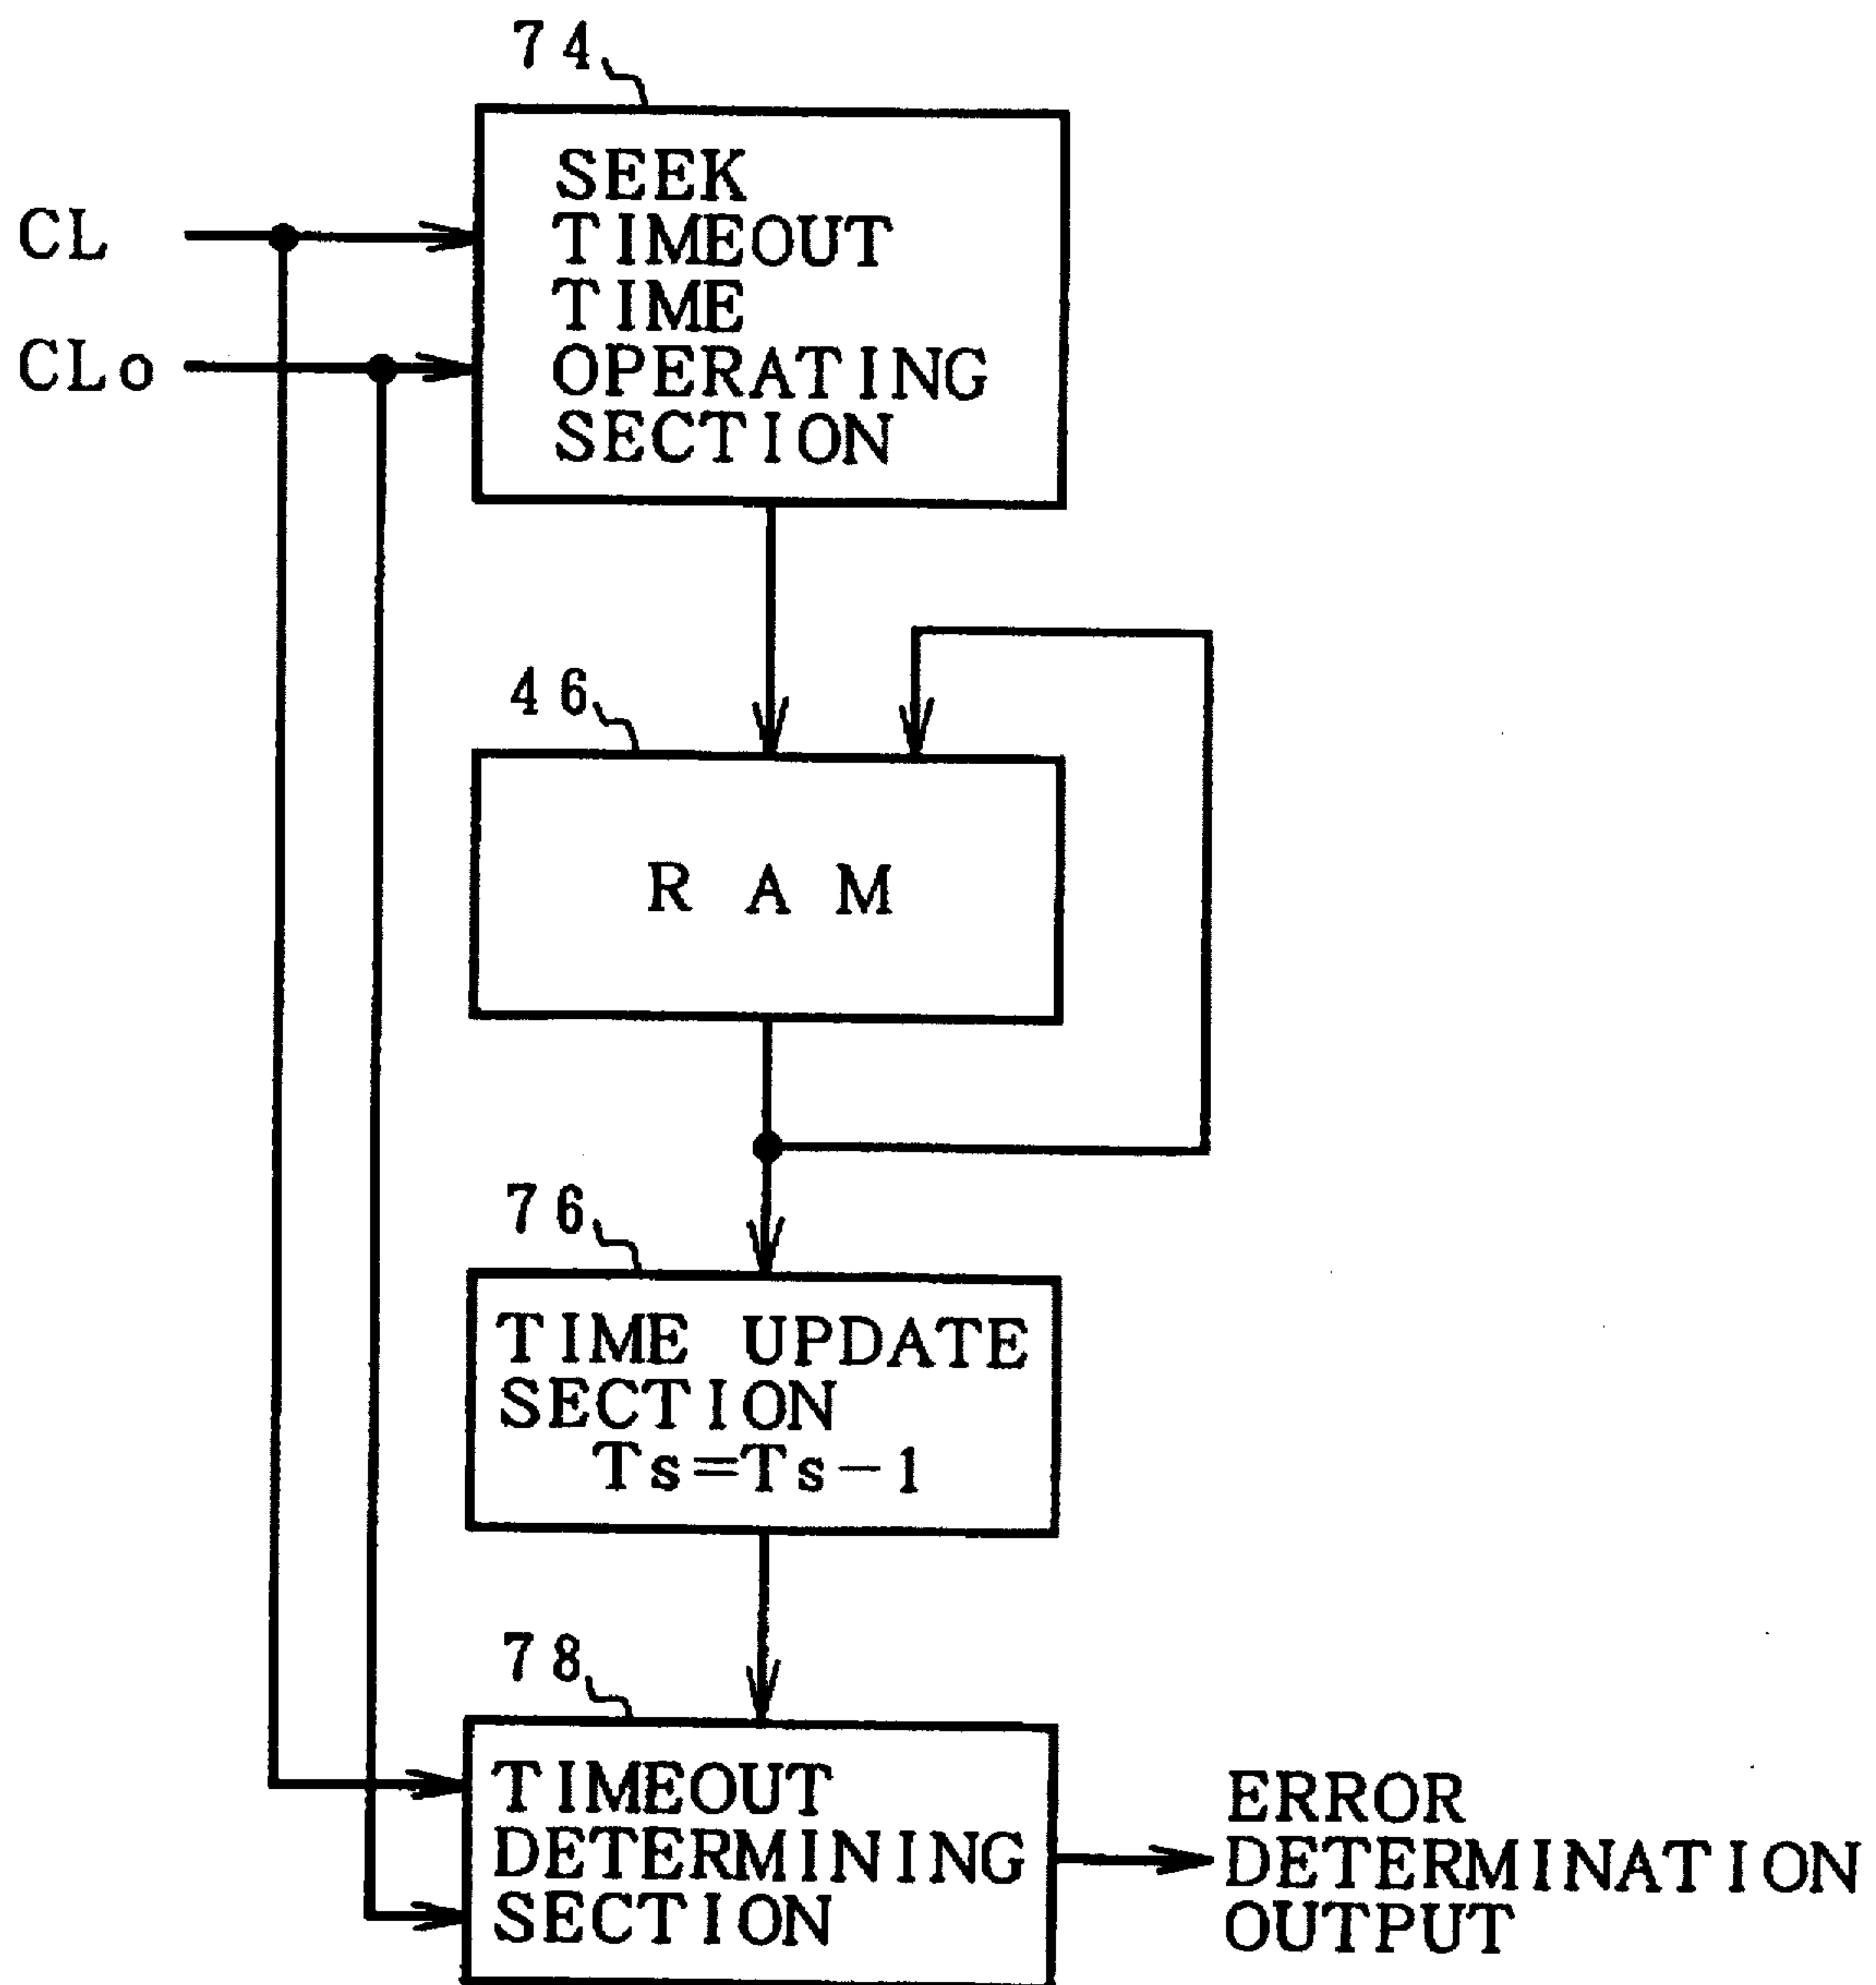 74
SEEK
TIMEOUT
TIME
OPERATING
SECTION
CL
CLo
46
RAM
76
TIME UPDATE
SECTION
Ts=Ts-1
78
TIMEOUT
DETERMINING
SECTION
ERROR
DETERMINATION
OUTPUT